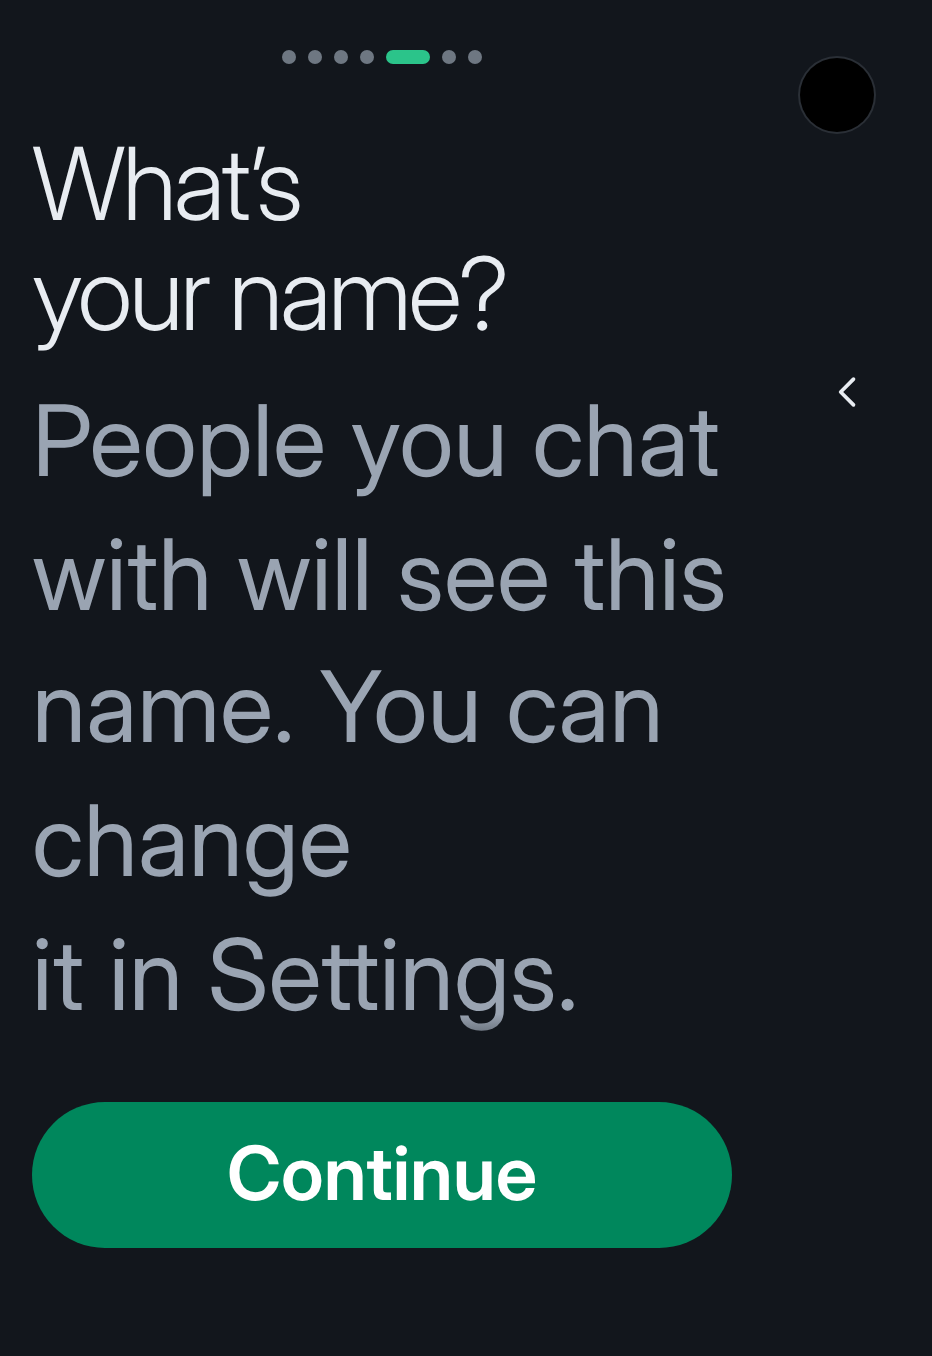 What’s
your name?
People you chat
with will see this
name. You can
change
it in Settings.
Continue